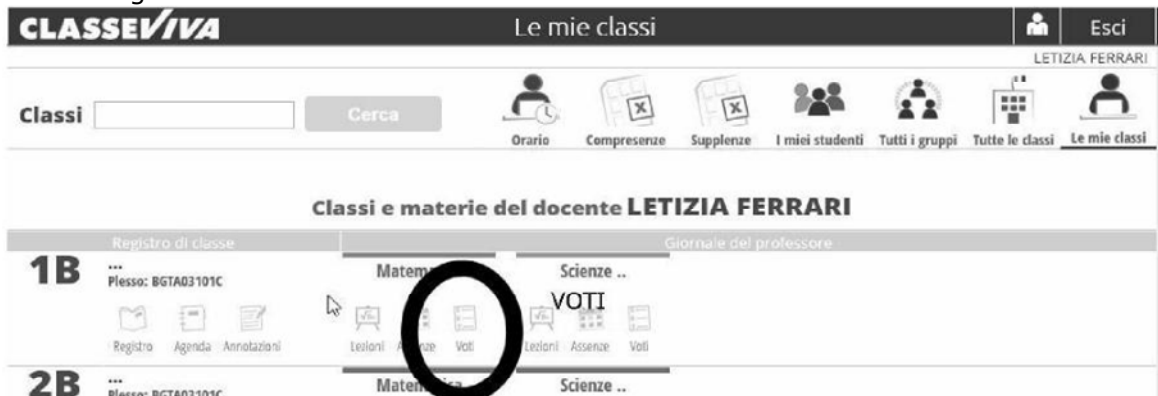 CLASSEVIVA Le mie classi Esci
LETIZIA FERRARI
Classi Cerca Orario Compresenze Supplenze I miei studenti Tutti i gruppi Tutte le classi Le mie classi
Classi e materie del docente LETIZIA FERRARI
Registro di classe Giornale del professore
1B ... Scienze ..
Plesso: BGTA03101C
VOTI
Registro Agenda Annotazioni Lezioni Voti Lezioni Assenze Voti
2B ... Scienze ..
Plesso: BGTA03101C